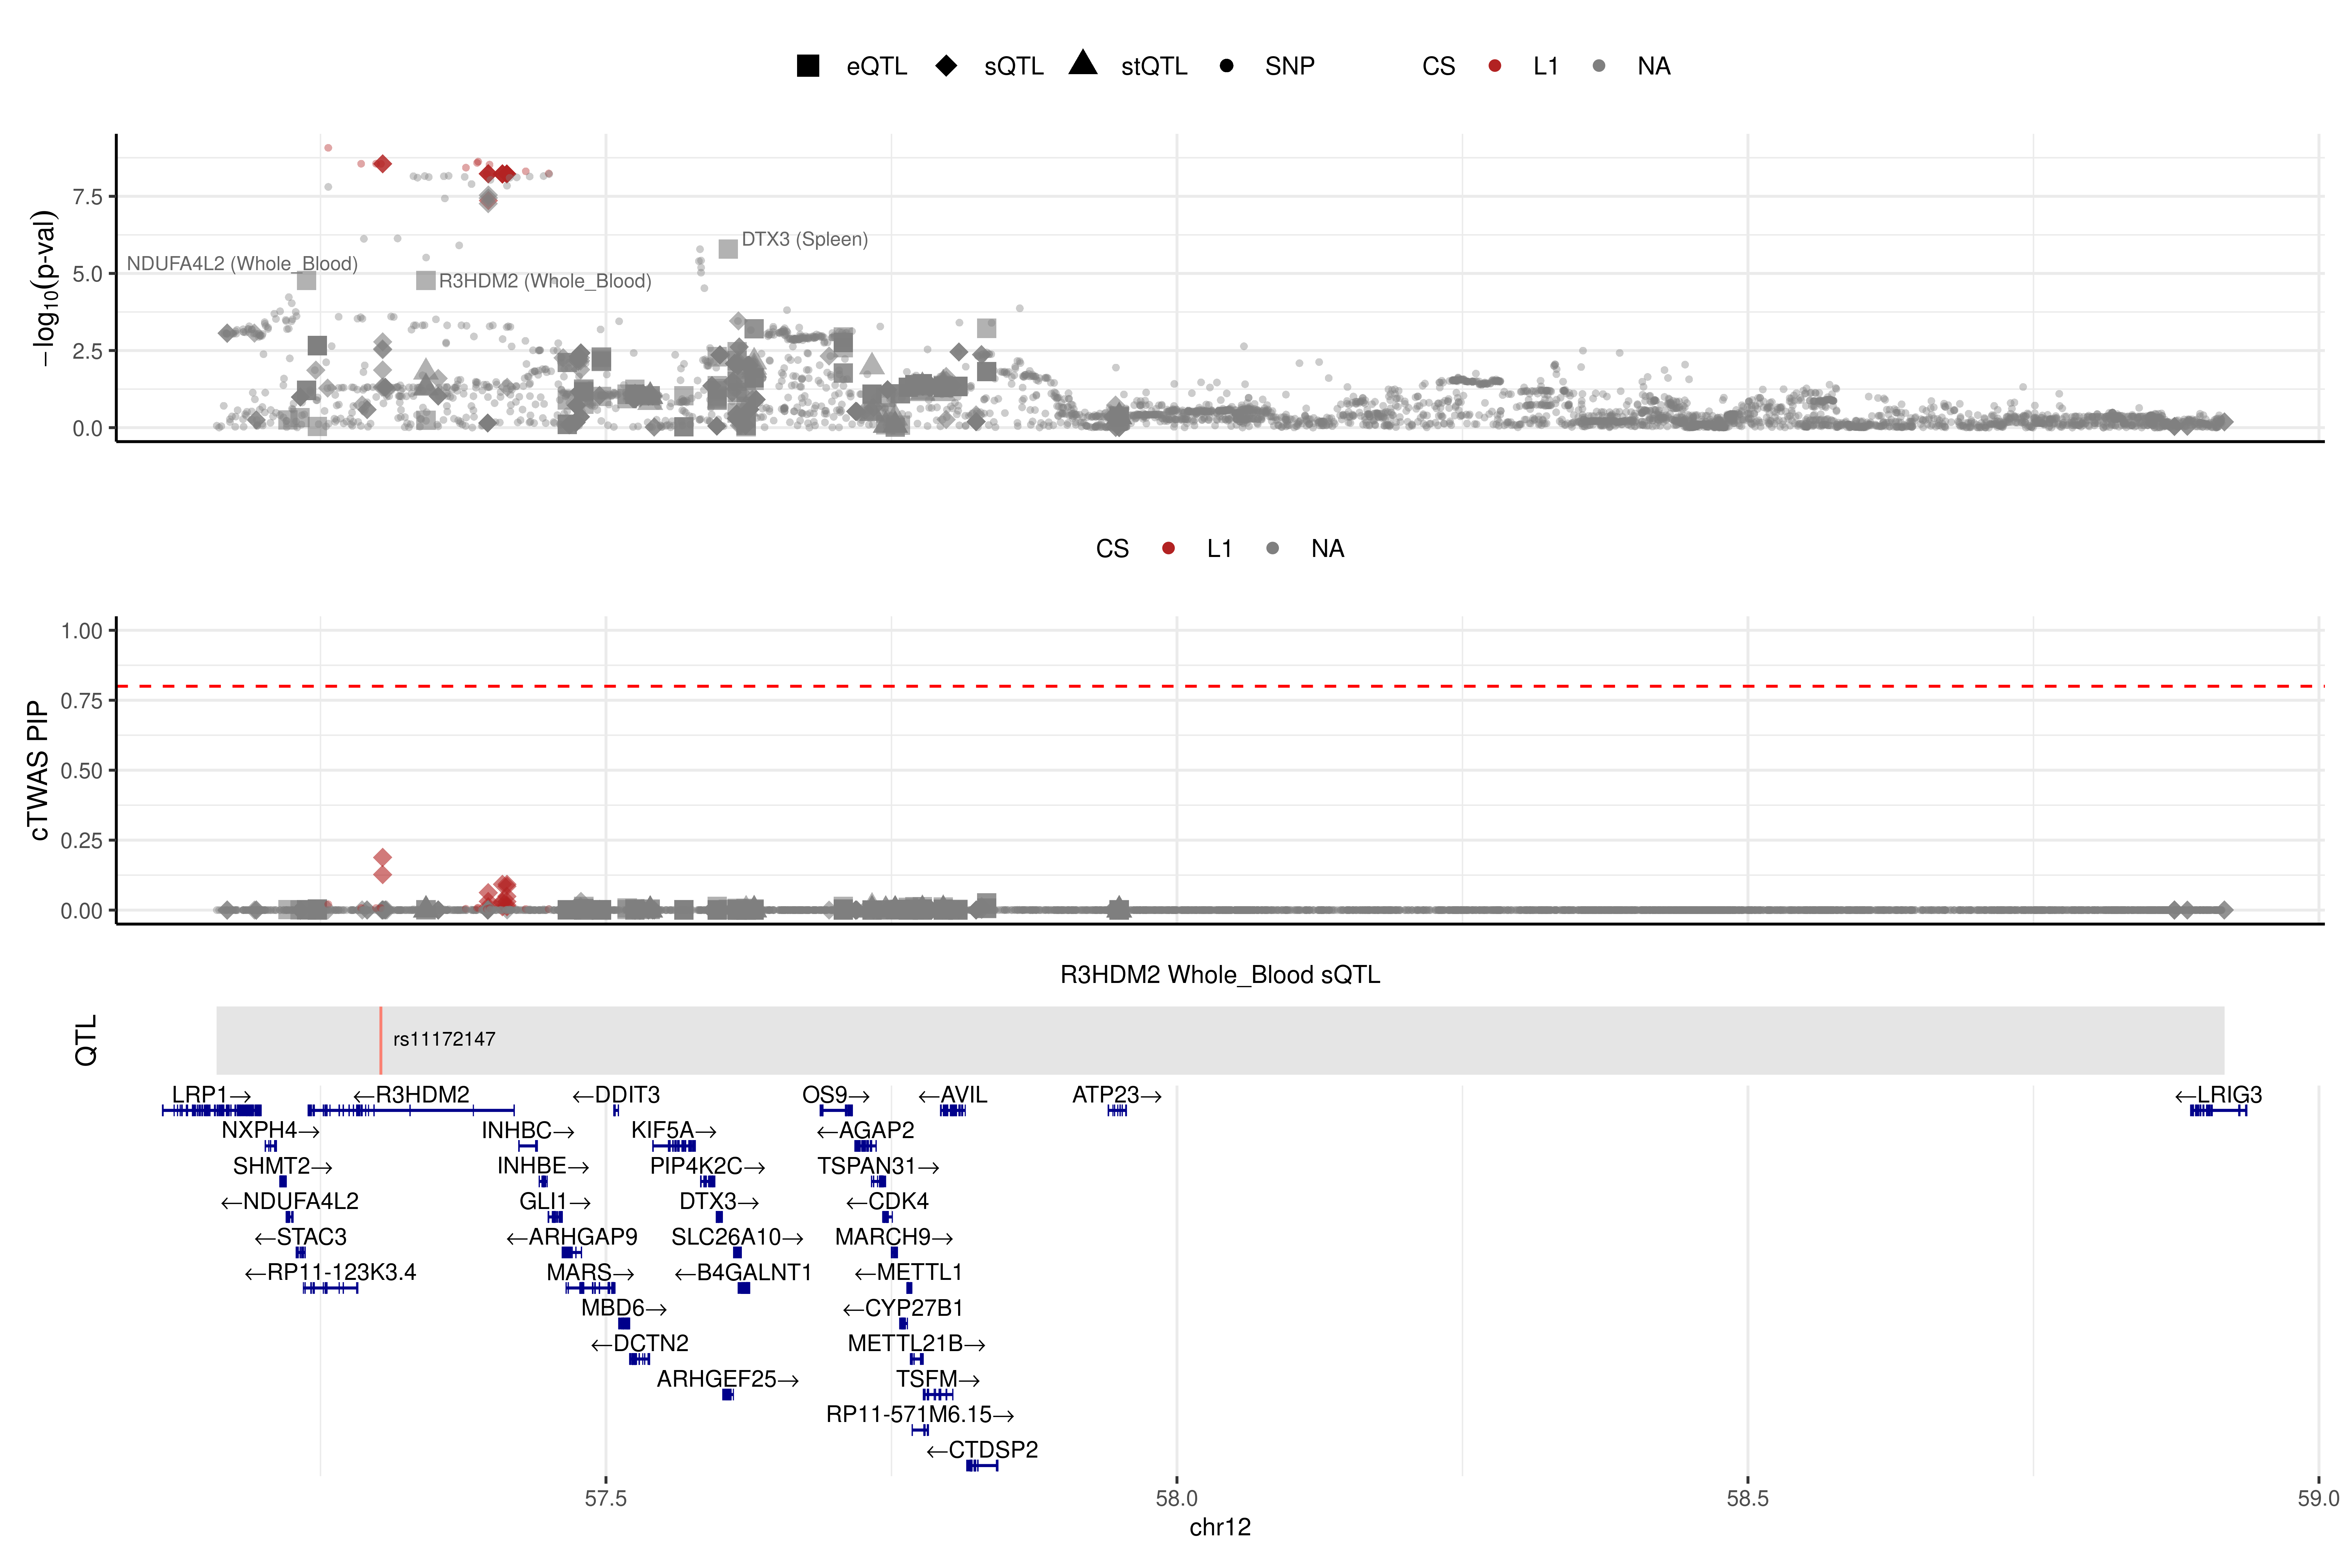 eQTL sQTL stQTL SNP CS L1 NA
−log10(p-val)
7.5
5.0
2.5
0.0
DTX3 (Spleen)
NDUFA4L2 (Whole_Blood)
R3HDM2 (Whole_Blood)
CS L1 NA
cTWAS PIP
1.00
0.75
0.50
0.25
0.00
R3HDM2 Whole_Blood sQTL
QTL
rs11172147
LRP1→ ←R3HDM2 ←DDIT3 OS9→ ←AVIL ATP23→ ←LRIG3
NXPH4→ INHBC→ KIF5A→ ←AGAP2
SHMT2→ INHBE→ PIP4K2C→ TSPAN31→
←NDUFA4L2 GLI1→ DTX3→ ←CDK4
←STAC3 ←ARHGAP9 SLC26A10→ MARCH9→
←RP11-123K3.4 MARS→ ←B4GALNT1 ←METTL1
MBD6→ ←CYP27B1
←DCTN2 METTL21B→
ARHGEF25→ TSFM→
RP11-571M6.15→
←CTDSP2
57.5 58.0 58.5 59.0
chr12